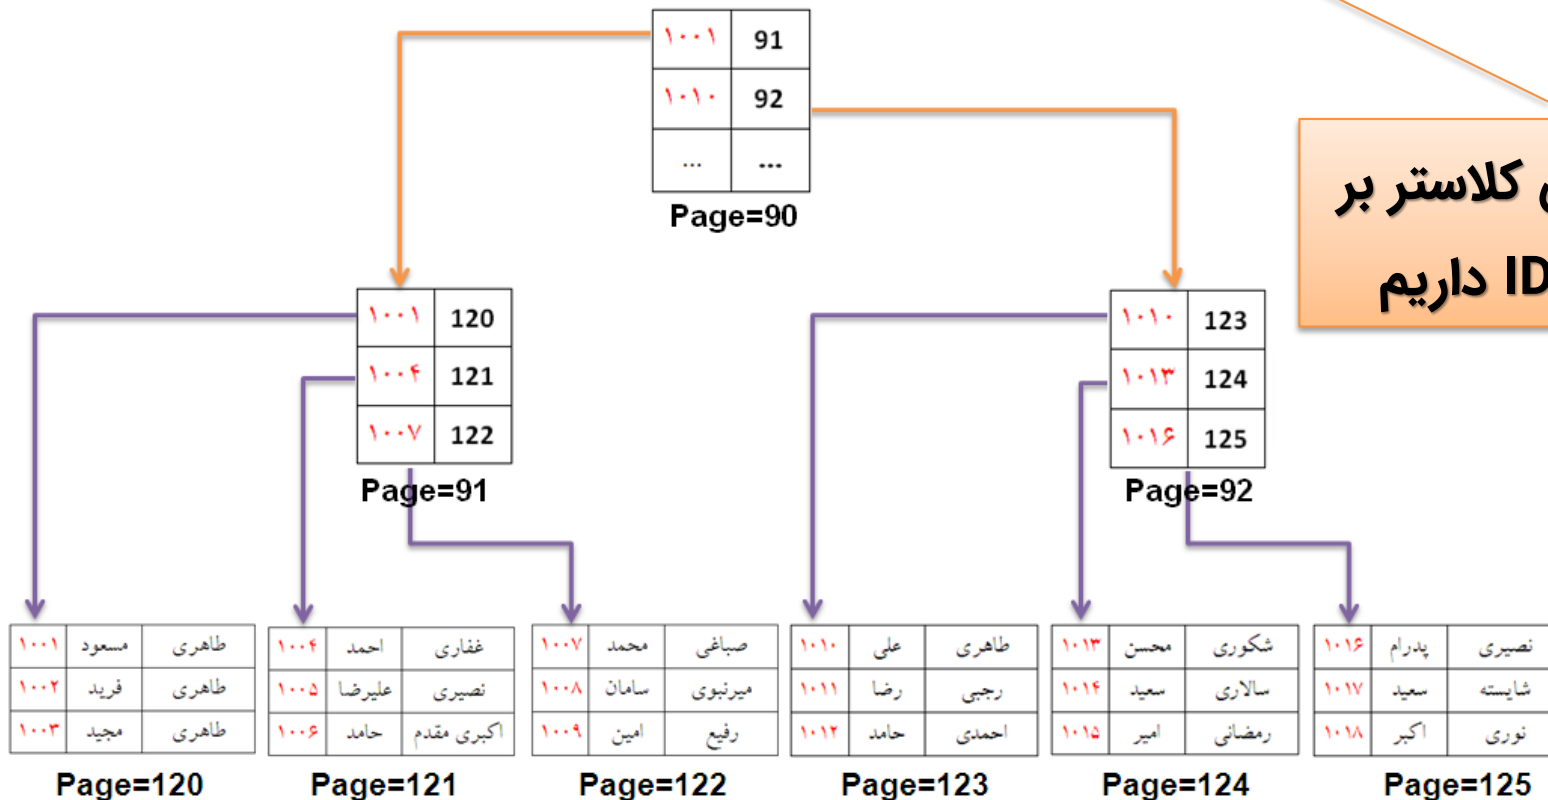 ۱۰۰۱ 91
۱۰۱۰ 92
... ...
Page=90
کلاستر بر
ID داریم
۱۰۰۱ 120
۱۰۰۴ 121
۱۰۰۷ 122
Page=91
۱۰۱۰ 123
۱۰۱۳ 124
۱۰۱۶ 125
Page=92
۱۰۰۱ مسعود طاهری
۱۰۰۲ فرید طاهری
۱۰۰۳ مجید طاهری
Page=120
۱۰۰۴ احمد غفاری
۱۰۰۵ علیرضا نصیری
۱۰۰۶ حامد اکبری مقدم
Page=121
۱۰۰۷ محمد صباغی
۱۰۰۸ سامان میرنبوی
۱۰۰۹ امین رفیع
Page=122
۱۰۱۰ علی طاهری
۱۰۱۱ رضا رجبی
۱۰۱۲ حامد احمدی
Page=123
۱۰۱۳ محسن شکوری
۱۰۱۴ سعید سالاری
۱۰۱۵ امیر رمضانی
Page=124
۱۰۱۶ پدرام نصیری
۱۰۱۷ سعید شایسته
۱۰۱۸ اکبر نوری
Page=125